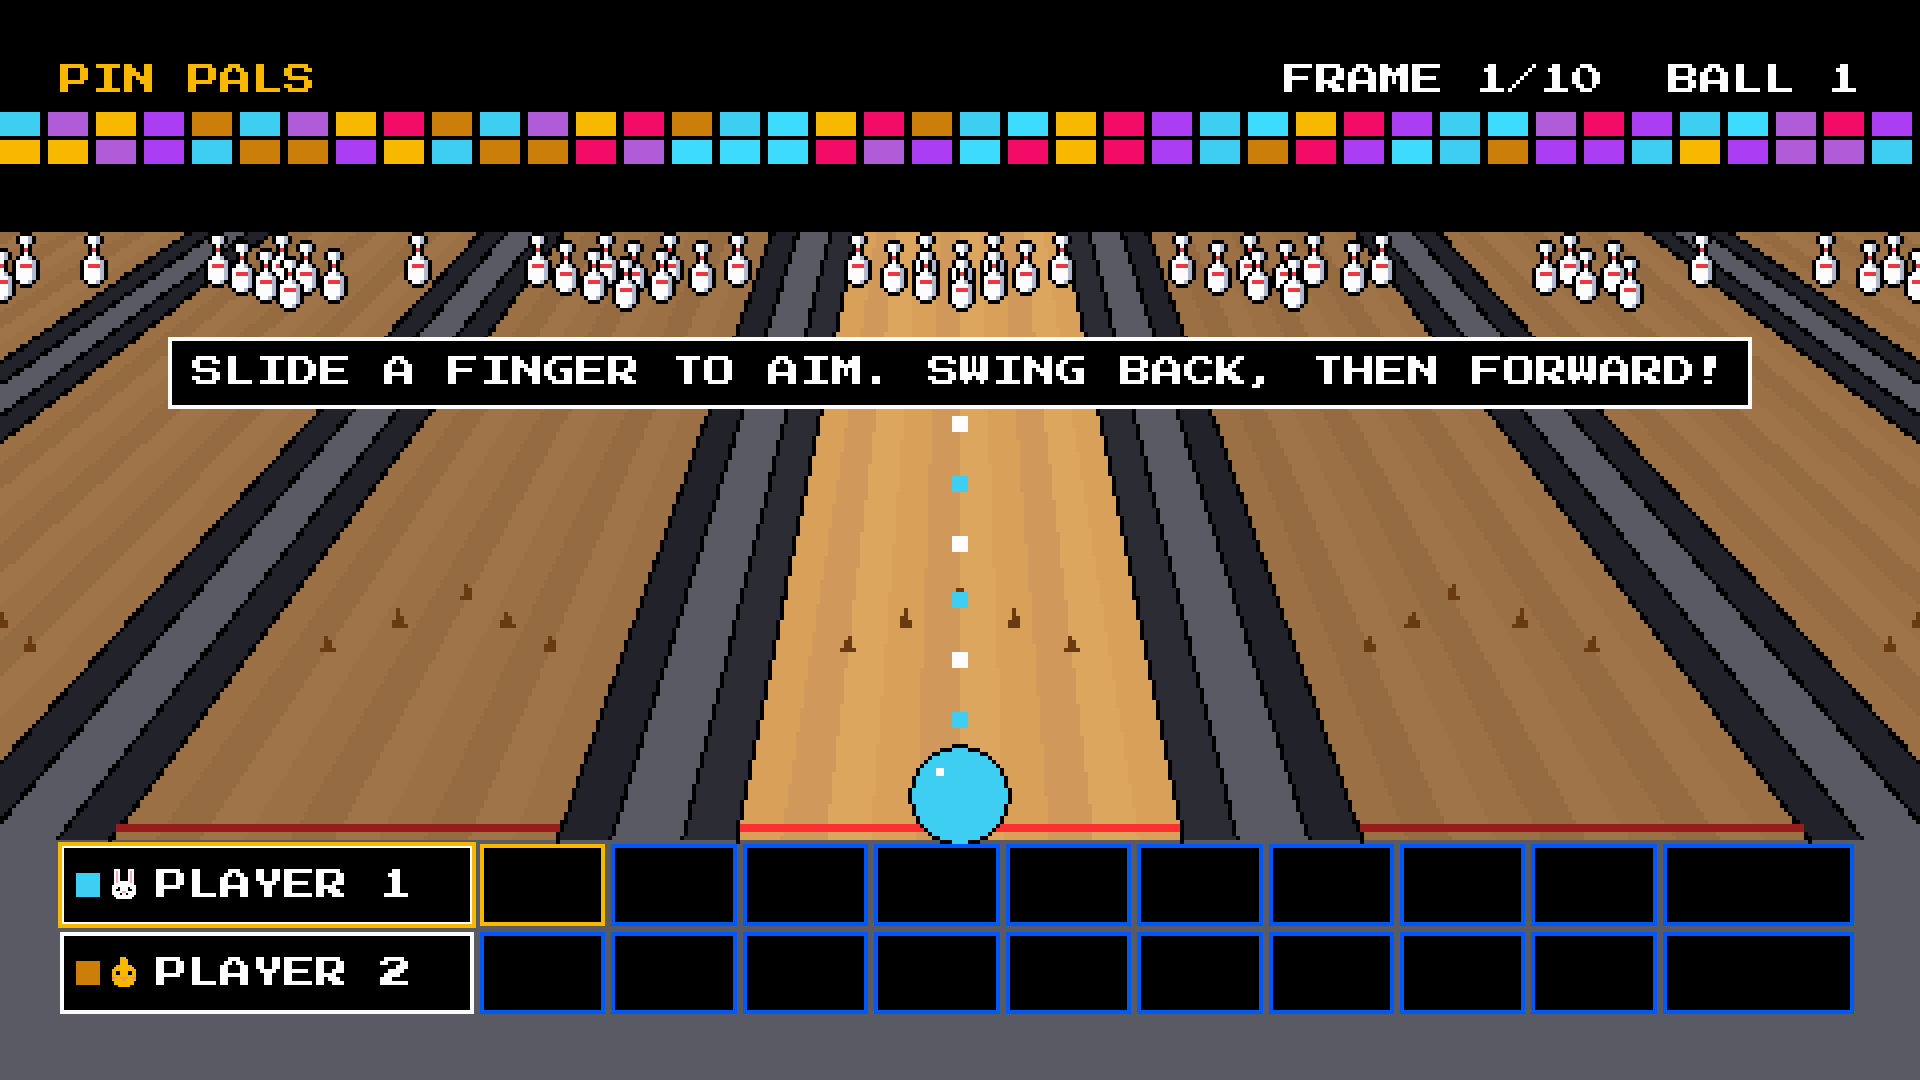 PIN PALS
FRAME 1/10 BALL 1
SLIDE A FINGER TO AIM. SWING BACK, THEN FORWARD!
PLAYER 1
PLAYER 2